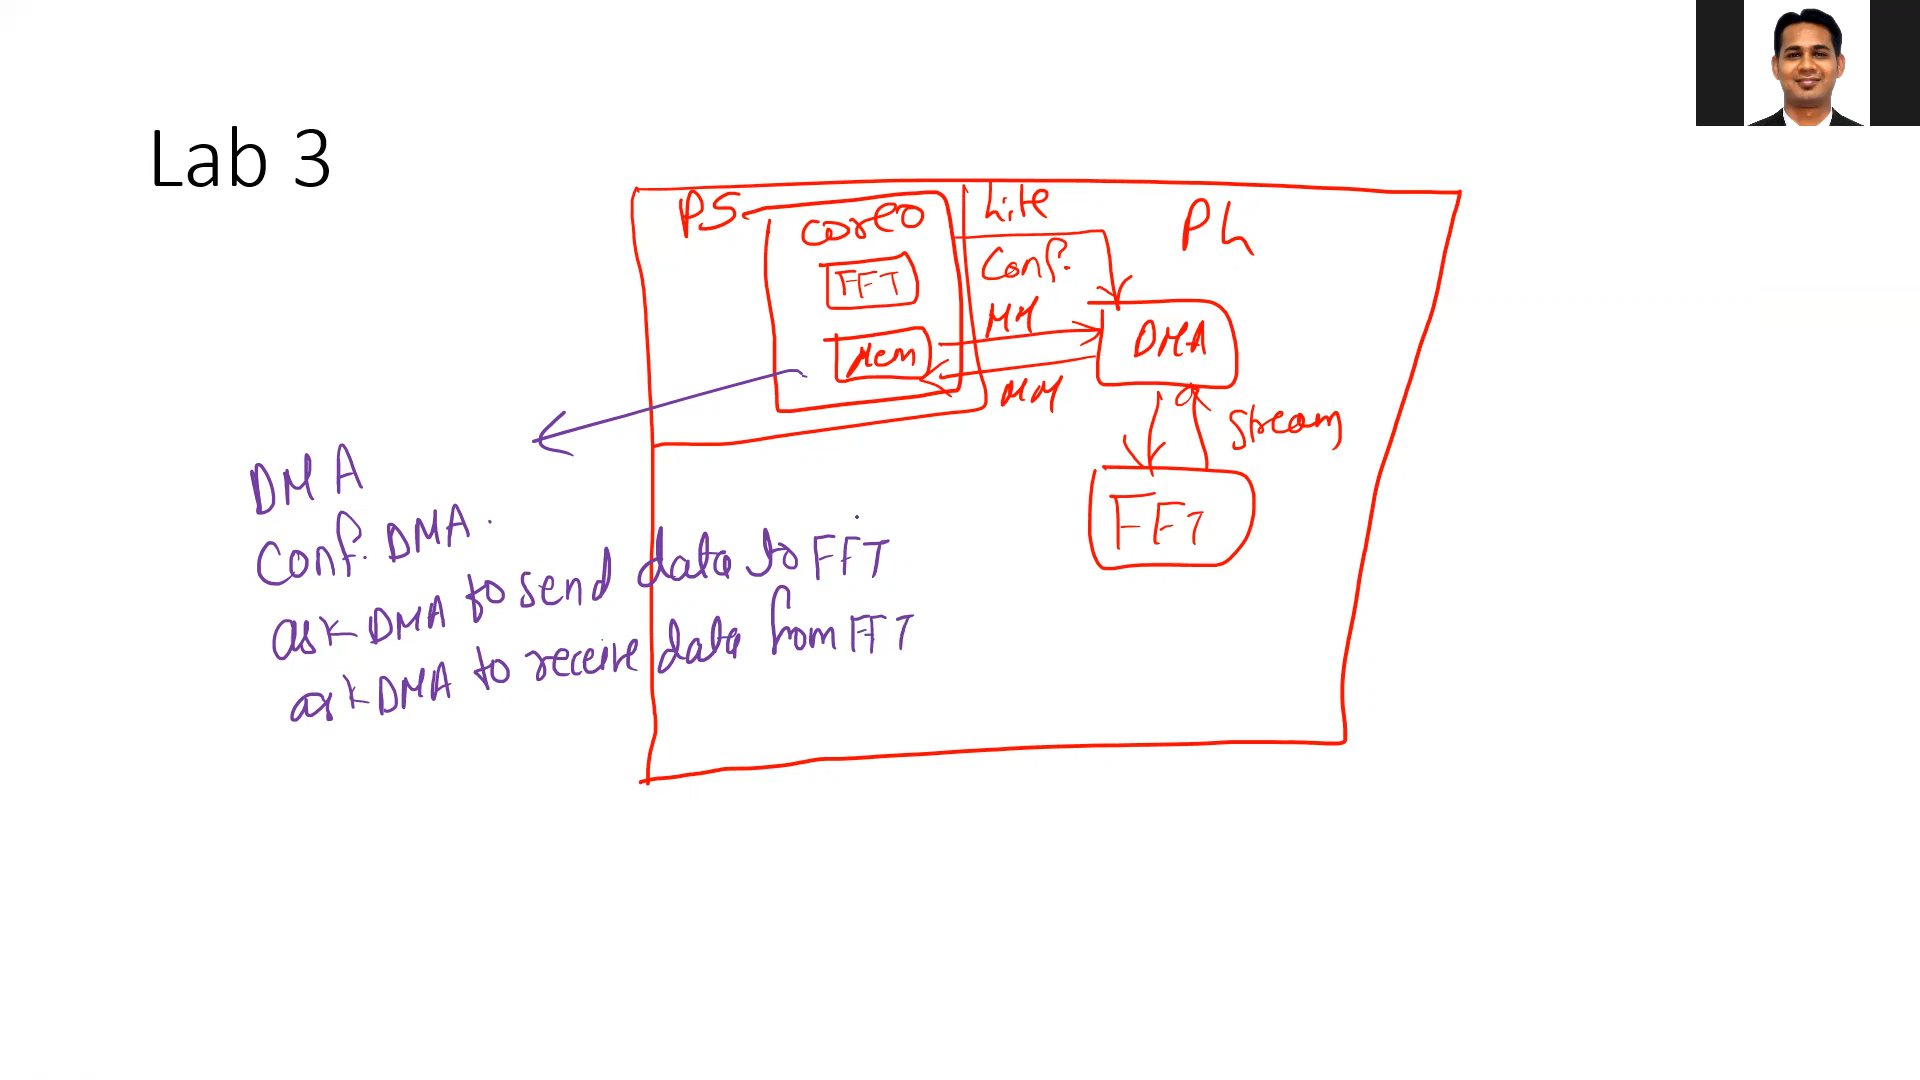 Lab 3
PS
core0
FFT
Mem
Lite
Conf.
MM
MM
PL
DMA
Stream
FFT
DMA
Conf. DMA.
ask DMA to send data to FFT
ask DMA to receive data from FFT